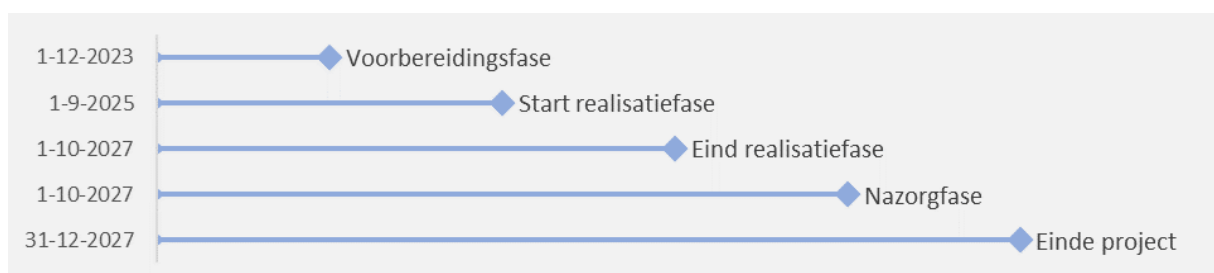 1-12-2023 Voorbereidingsfase
1-9-2025 Start realisatiefase
1-10-2027 Eind realisatiefase
1-10-2027 Nazorgfase
31-12-2027 Einde project